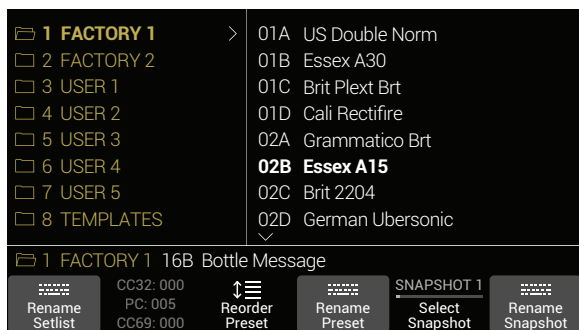 1 FACTORY 1 >
2 FACTORY 2
3 USER 1
4 USER 2
5 USER 3
6 USER 4
7 USER 5
8 TEMPLATES
01A US Double Norm
01B Essex A30
01C Brit Plext Brt
01D Cali Rectifire
02A Grammatico Brt
02B Essex A15
02C Brit 2204
02D German Ubersonic
1 FACTORY 1 16B Bottle Message
Rename
Setlist
CC32: 000
PC: 005
CC69: 000
Reorder
Preset
Rename
Preset
SNAPSHOT 1
Select
Snapshot
Rename
Snapshot